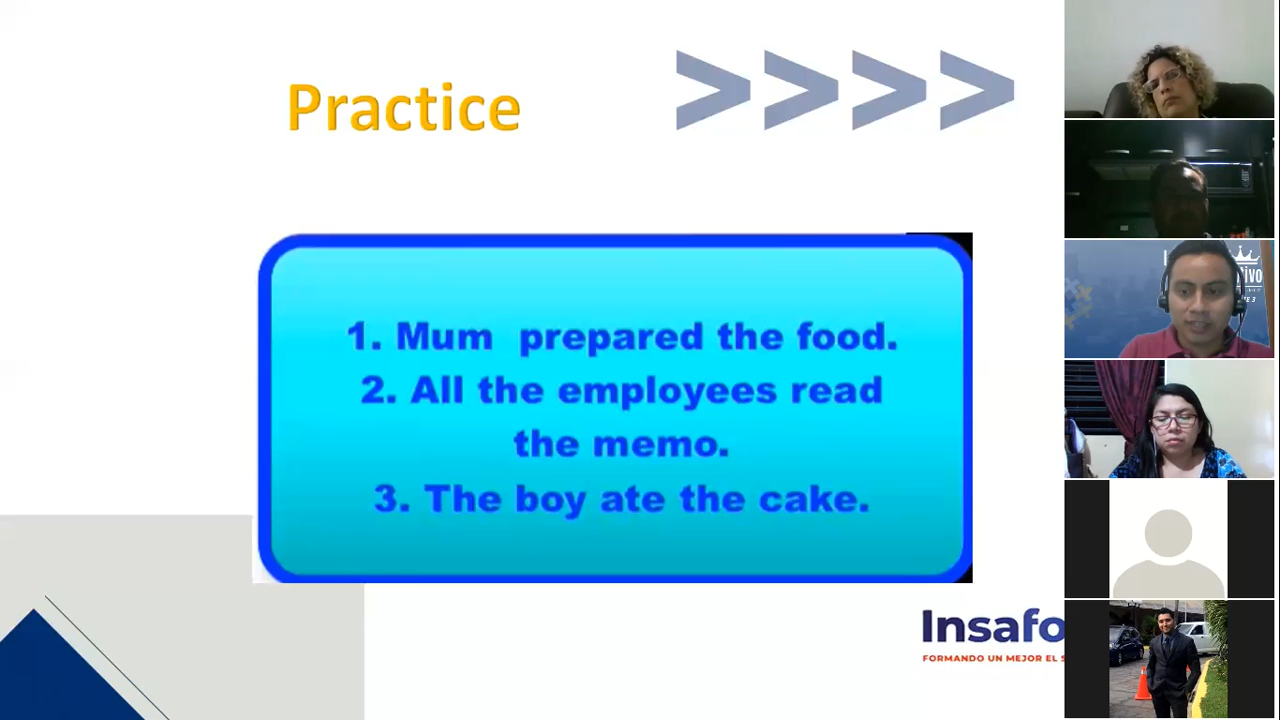 Practice >>>>
1. Mum prepared the food.
2. All the employees read
the memo.
3. The boy ate the cake.
Insafo
FORMANDO UN MEJOR EL S